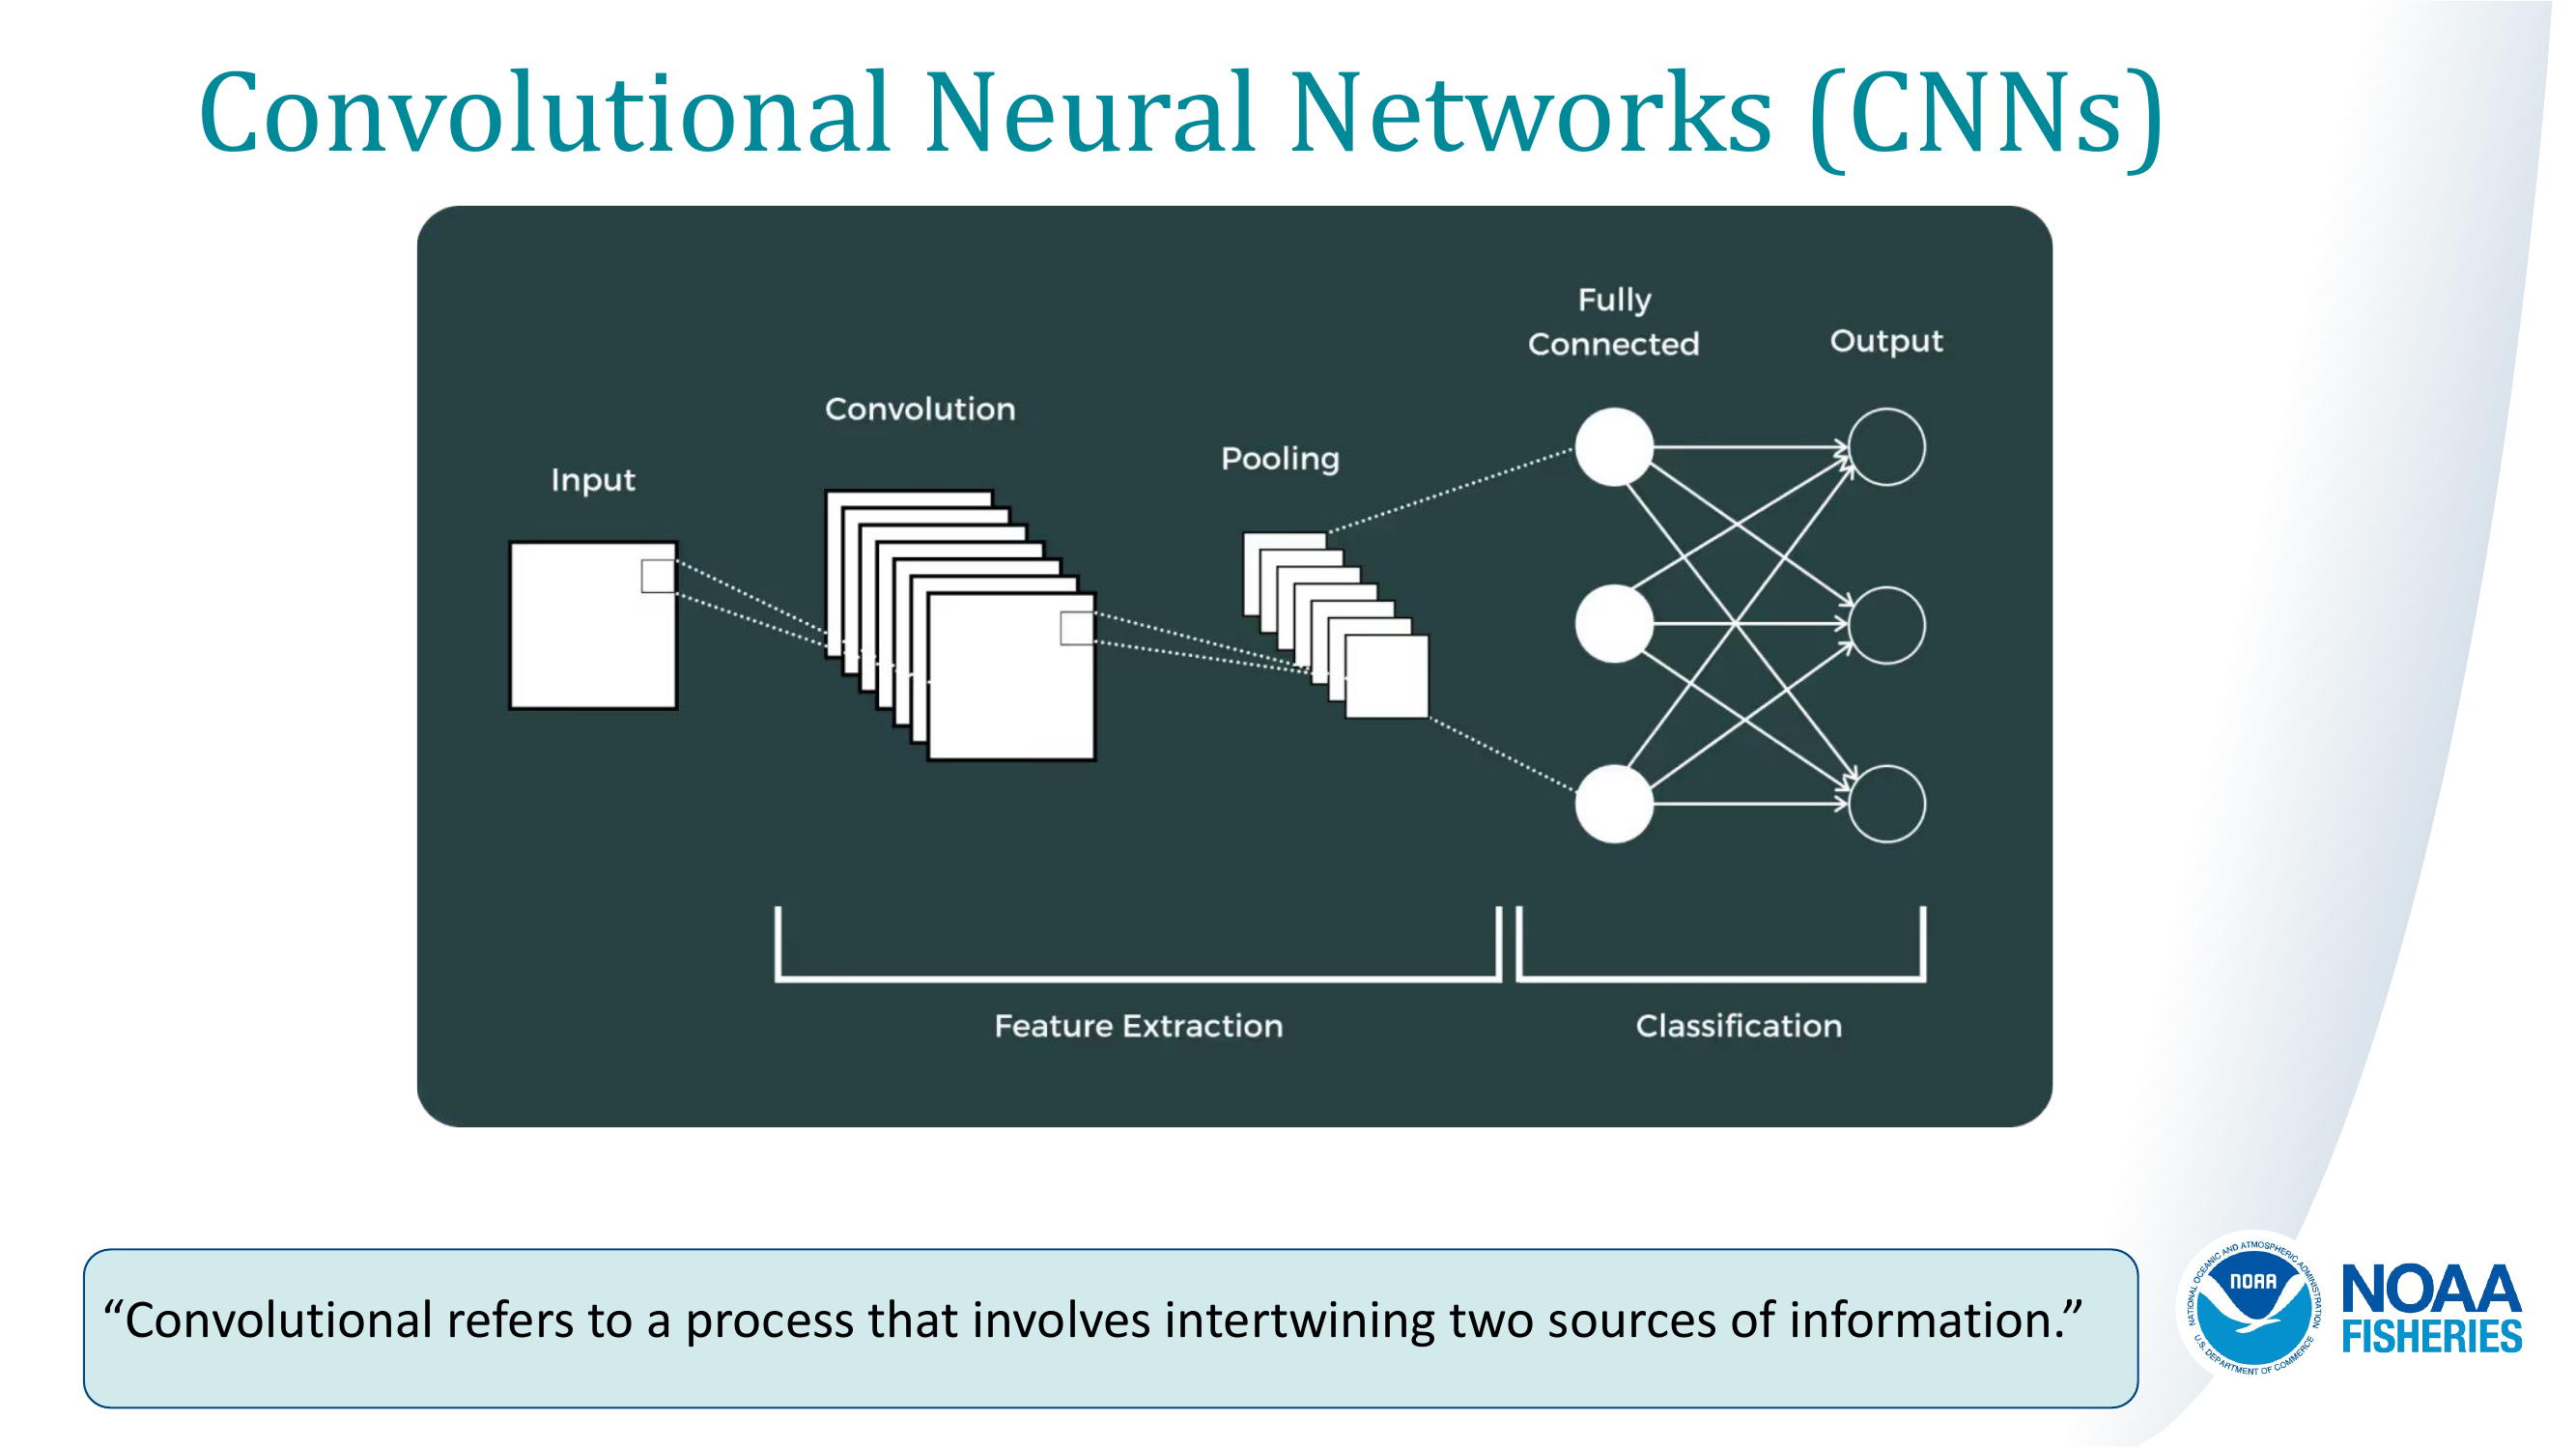 Convolutional Neural Networks (CNNs)
Fully
Connected
Output
Convolution
Pooling
Input
Feature Extraction
Classification
“Convolutional refers to a process that involves intertwining two sources of information.”
NATIONAL OCEANIC AND ATMOSPHERIC ADMINISTRATION
NOAA
U.S. DEPARTMENT OF COMMERCE
NOAA
FISHERIES